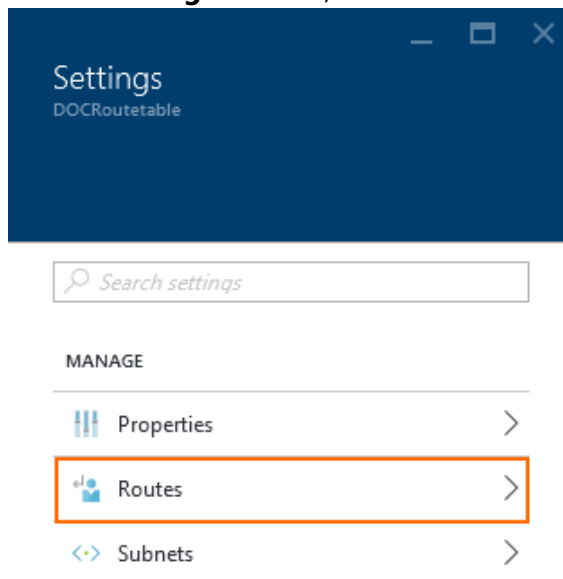 Settings
DOCRoutetable
Search settings
MANAGE
Properties
Routes
Subnets